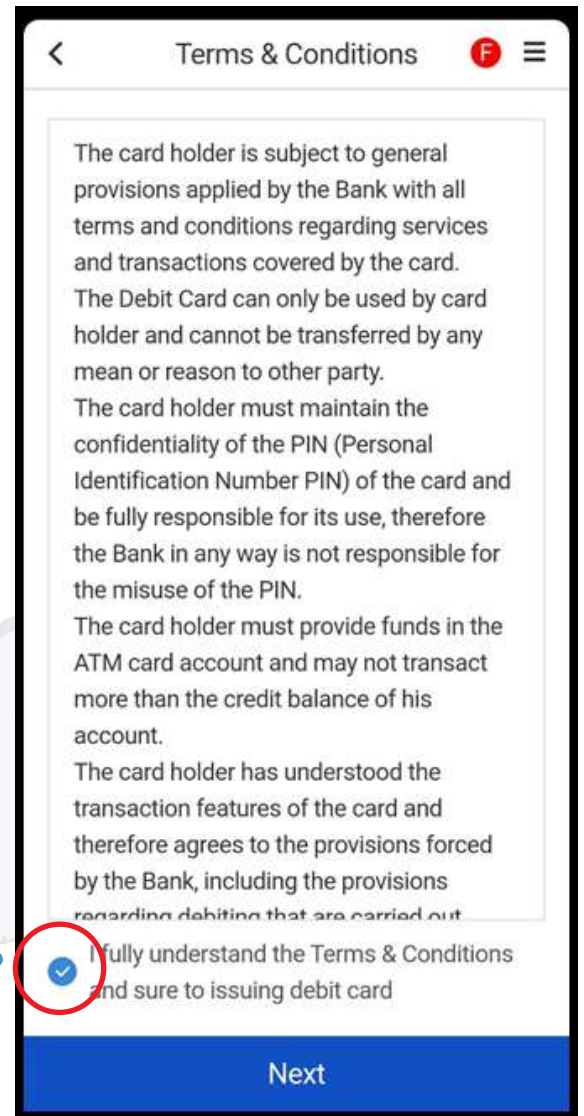 Terms & Conditions
F
The card holder is subject to general
provisions applied by the Bank with all
terms and conditions regarding services
and transactions covered by the card.
The Debit Card can only be used by card
holder and cannot be transferred by any
mean or reason to other party.
The card holder must maintain the
confidentiality of the PIN (Personal
Identification Number PIN) of the card and
be fully responsible for its use, therefore
the Bank in any way is not responsible for
the misuse of the PIN.
The card holder must provide funds in the
ATM card account and may not transact
more than the credit balance of his
account.
The card holder has understood the
transaction features of the card and
therefore agrees to the provisions forced
by the Bank, including the provisions
regarding debiting that are carried out
I fully understand the Terms & Conditions
and sure to issuing debit card
Next